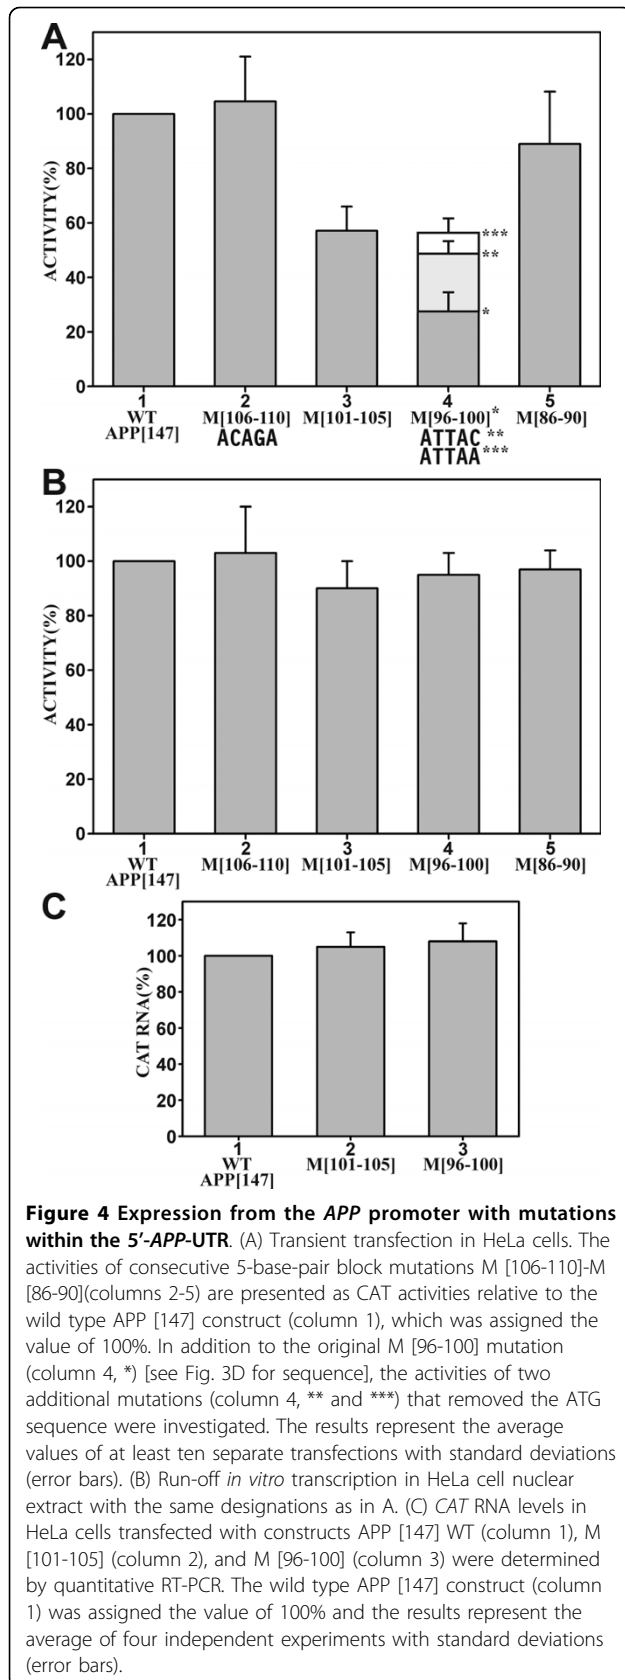 A
120
100
80
60
40
20
0
ACTIVITY(%)
***
**
*
1 2 3 4 5
WT M[106-110] M[101-105] M[96-100]* M[86-90]
APP[147] ACAGA ATTAC**
ATTAA***
B
120
100
80
60
40
20
0
ACTIVITY(%)
1 2 3 4 5
WT M[106-110] M[101-105] M[96-100] M[86-90]
APP[147]
C
120
100
80
60
40
20
0
CAT RNA(%)
1 2 3
WT M[101-105] M[96-100]
APP[147]
Figure 4 Expression from the APP promoter with mutations
within the 5'-APP-UTR. (A) Transient transfection in HeLa cells. The
activities of consecutive 5-base-pair block mutations M [106-110]-M
[86-90](columns 2-5) are presented as CAT activities relative to the
wild type APP [147] construct (column 1), which was assigned the
value of 100%. In addition to the original M [96-100] mutation
(column 4, *) [see Fig. 3D for sequence], the activities of two
additional mutations (column 4, ** and ***) that removed the ATG
sequence were investigated. The results represent the average
values of at least ten separate transfections with standard deviations
(error bars). (B) Run-off in vitro transcription in HeLa cell nuclear
extract with the same designations as in A. (C) CAT RNA levels in
HeLa cells transfected with constructs APP [147] WT (column 1), M
[101-105] (column 2), and M [96-100] (column 3) were determined
by quantitative RT-PCR. The wild type APP [147] construct (column
1) was assigned the value of 100% and the results represent the
average of four independent experiments with standard deviations
(error bars).